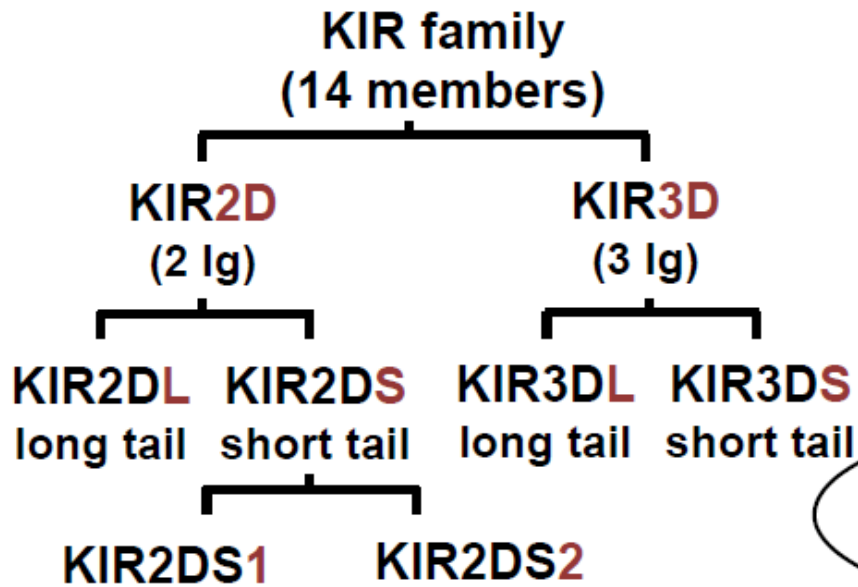 KIR family
(14 members)
KIR2D KIR3D
(2 Ig) (3 Ig)
KIR2DL KIR2DS KIR3DL KIR3DS
long tail short tail long tail short tail
KIR2DS1 KIR2DS2